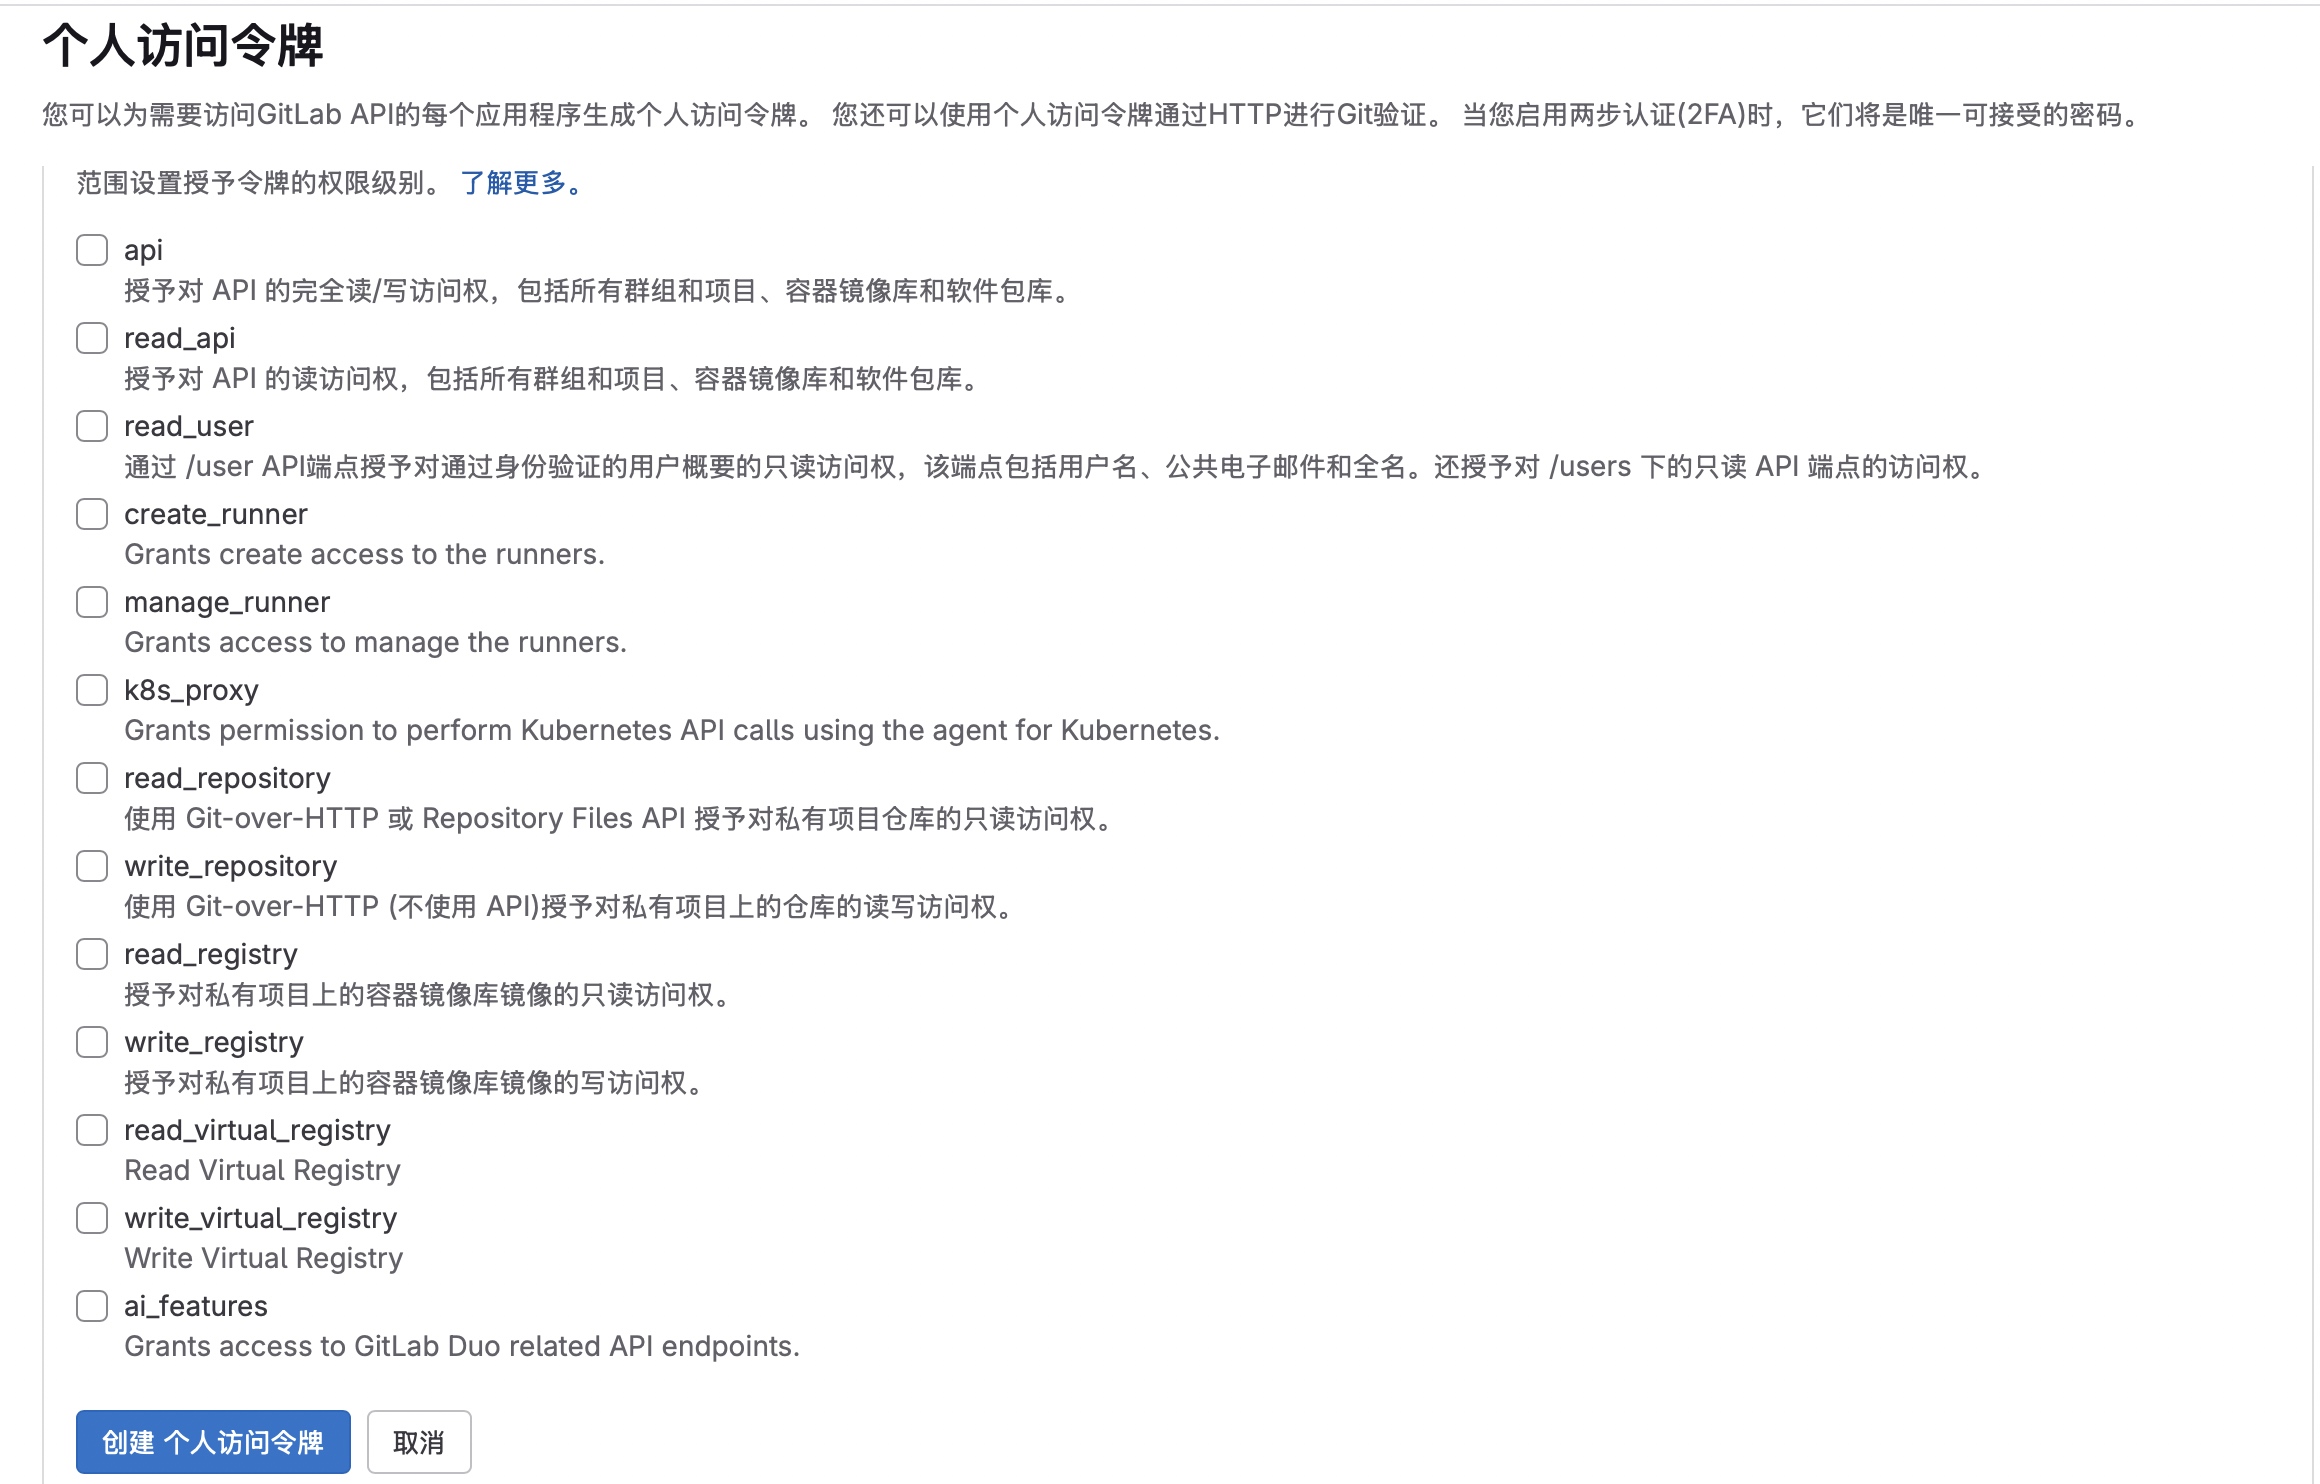 个人访问令牌
您可以为需要访问GitLab API的每个应用程序生成个人访问令牌。 您还可以使用个人访问令牌通过HTTP进行Git验证。 当您启用两步认证(2FA)时，它们将是唯一可接受的密码。
范围设置授予令牌的权限级别。 了解更多。
api
授予对 API 的完全读/写访问权，包括所有群组和项目、容器镜像库和软件包库。
read_api
授予对 API 的读访问权，包括所有群组和项目、容器镜像库和软件包库。
read_user
通过 /user API端点授予对通过身份验证的用户概要的只读访问权，该端点包括用户名、公共电子邮件和全名。还授予对 /users 下的只读 API 端点的访问权。
create_runner
Grants create access to the runners.
manage_runner
Grants access to manage the runners.
k8s_proxy
Grants permission to perform Kubernetes API calls using the agent for Kubernetes.
read_repository
使用 Git-over-HTTP 或 Repository Files API 授予对私有项目仓库的只读访问权。
write_repository
使用 Git-over-HTTP (不使用 API)授予对私有项目上的仓库的读写访问权。
read_registry
授予对私有项目上的容器镜像库镜像的只读访问权。
write_registry
授予对私有项目上的容器镜像库镜像的写访问权。
read_virtual_registry
Read Virtual Registry
write_virtual_registry
Write Virtual Registry
ai_features
Grants access to GitLab Duo related API endpoints.
创建 个人访问令牌 取消